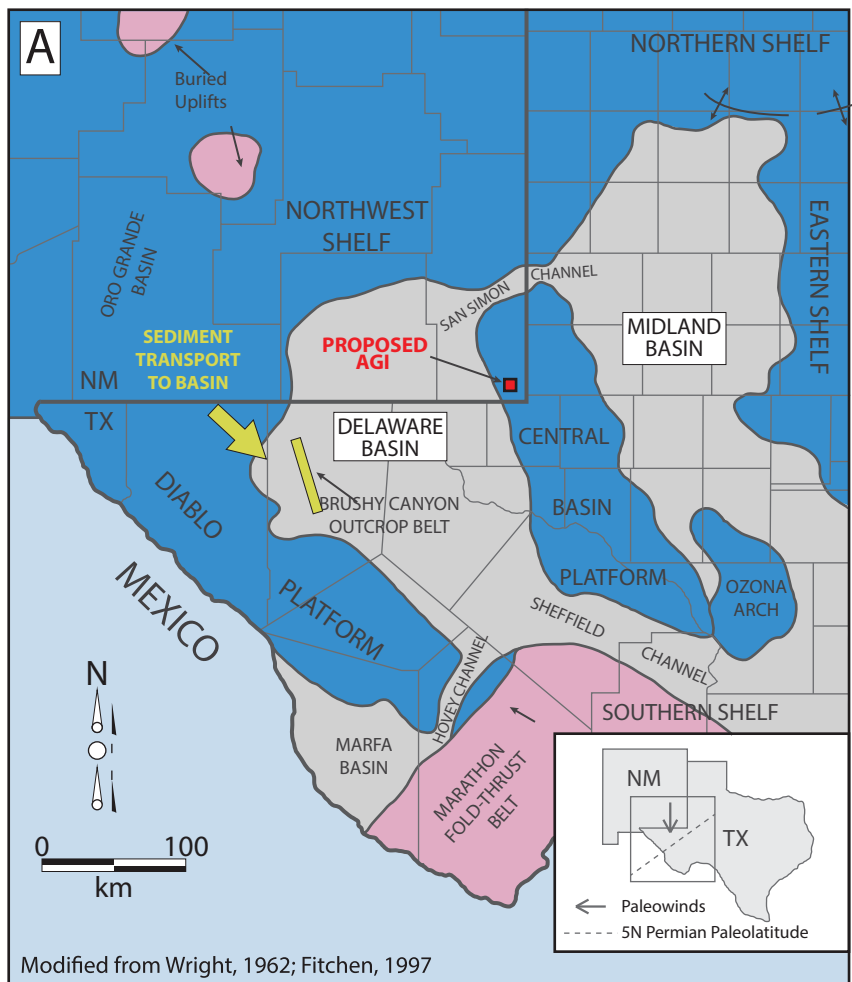 A
NORTHERN SHELF
Buried
Uplifts
NORTHWEST
SHELF
ORO GRANDE
BASIN
EASTERN SHELF
SAN SIMON
CHANNEL
MIDLAND
BASIN
SEDIMENT
TRANSPORT
TO BASIN
PROPOSED
AGI
NM
TX
DELAWARE
BASIN
CENTRAL
BASIN
PLATFORM
DIABLO
PLATFORM
BRUSHY CANYON
OUTCROP BELT
OZONA
ARCH
MEXICO
SHEFFIELD
CHANNEL
HOVEY CHANNEL
SOUTHERN SHELF
MARFA
BASIN
MARATHON
FOLD-THRUST
BELT
N
0 100
km
NM
TX
Paleowinds
5N Permian Paleolatitude
Modified from Wright, 1962; Fitchen, 1997